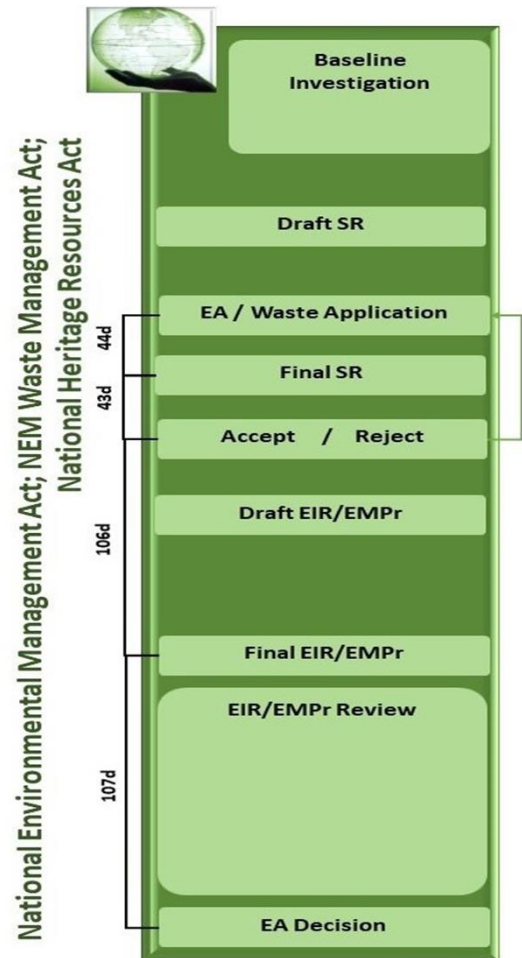 National Environmental Management Act; NEM Waste Management Act;
National Heritage Resources Act
Baseline
Investigation
Draft SR
EA / Waste Application
44d
Final SR
43d
Accept / Reject
Draft EIR/EMPr
106d
Final EIR/EMPr
EIR/EMPr Review
107d
EA Decision